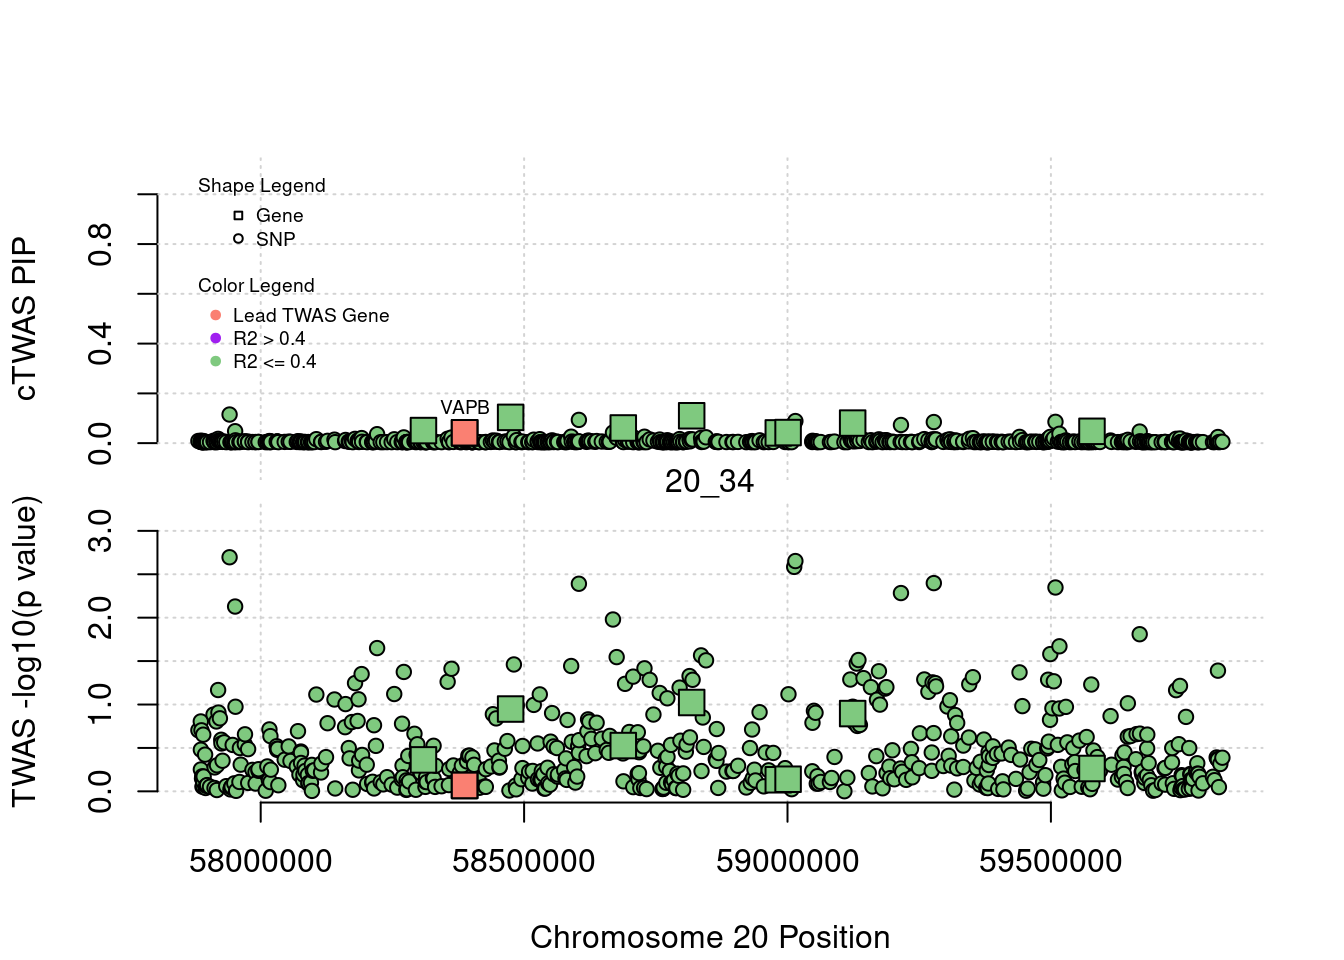 Shape Legend
Gene
SNP
Color Legend
Lead TWAS Gene
R2 > 0.4
R2 <= 0.4
VAPB
cTWAS PIP
0.0
0.4
0.8
20_34
TWAS -log10(p value)
0.0
1.0
2.0
3.0
58000000
58500000
59000000
59500000
Chromosome 20 Position